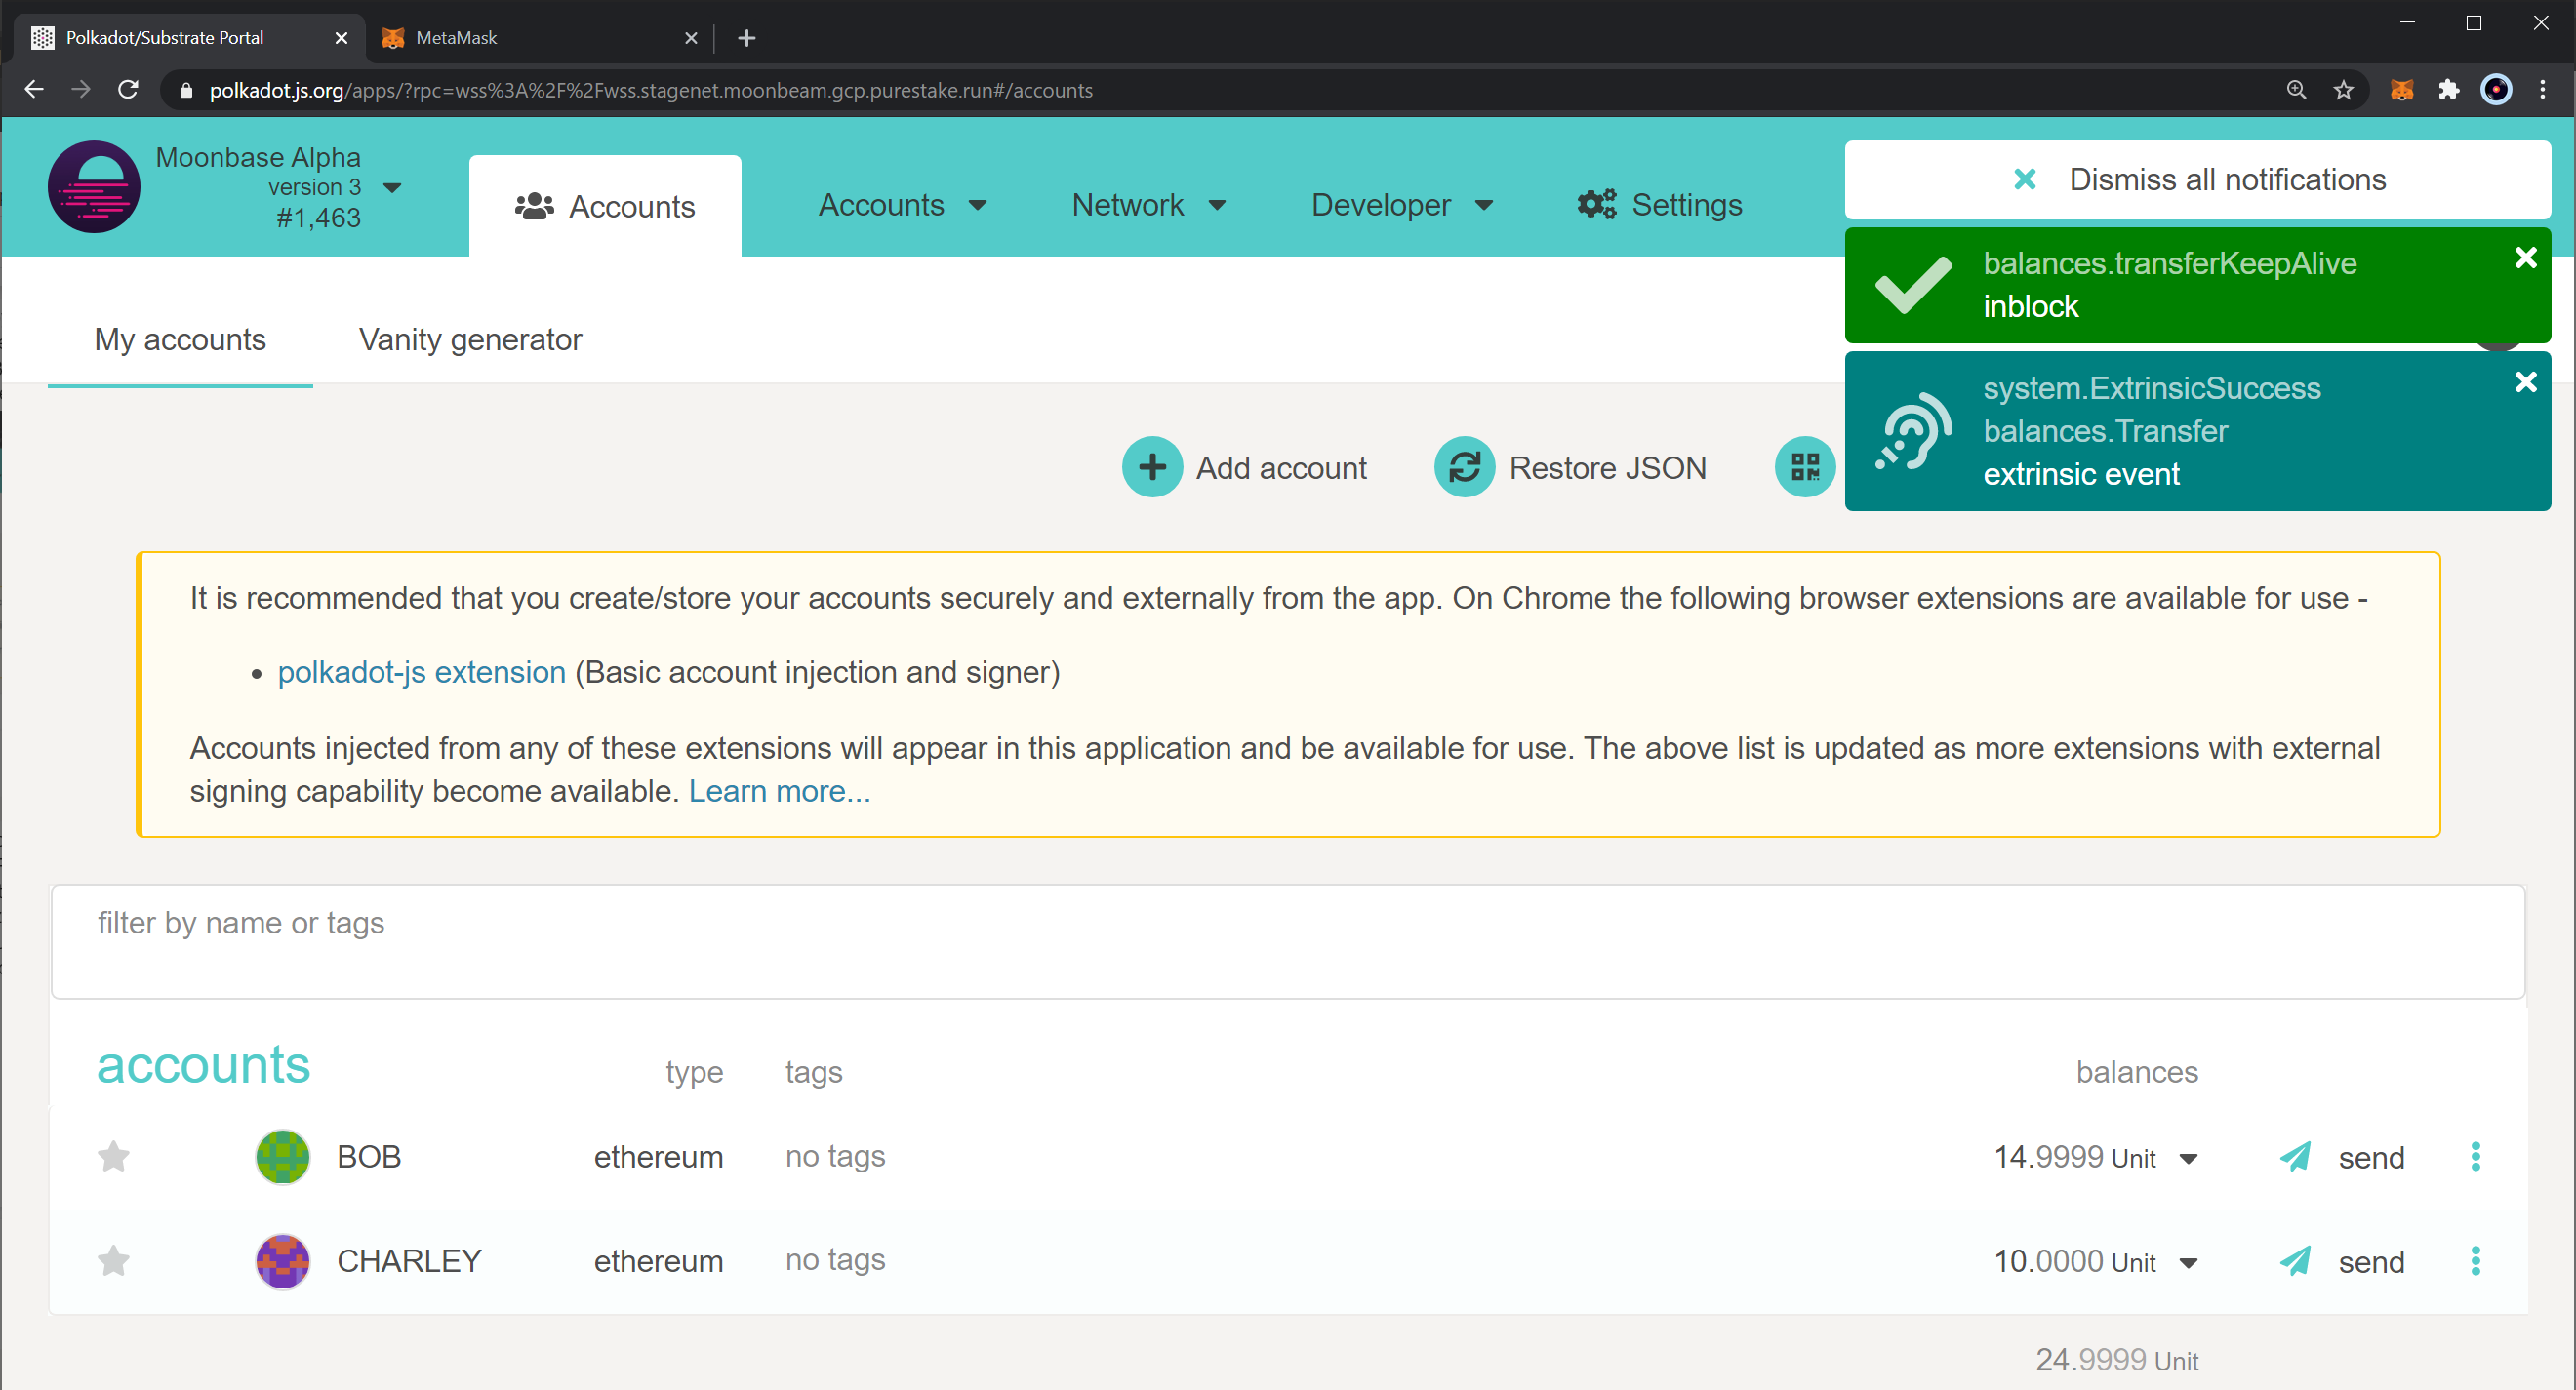 Polkadot/Substrate Portal
MetaMask
polkadot.js.org/apps/?rpc=wss%3A%2F%2Fwss.stagenet.moonbeam.gcp.purestake.run#/accounts
Moonbase Alpha
version 3
#1,463
Accounts
Accounts
Network
Developer
Settings
Dismiss all notifications
balances.transferKeepAlive
inblock
system.ExtrinsicSuccess
balances.Transfer
extrinsic event
My accounts
Vanity generator
Add account
Restore JSON
It is recommended that you create/store your accounts securely and externally from the app. On Chrome the following browser extensions are available for use -
• polkadot-js extension (Basic account injection and signer)
Accounts injected from any of these extensions will appear in this application and be available for use. The above list is updated as more extensions with external
signing capability become available. Learn more...
filter by name or tags
accounts type tags balances
BOB ethereum no tags 14.9999 Unit send
CHARLEY ethereum no tags 10.0000 Unit send
24.9999 Unit